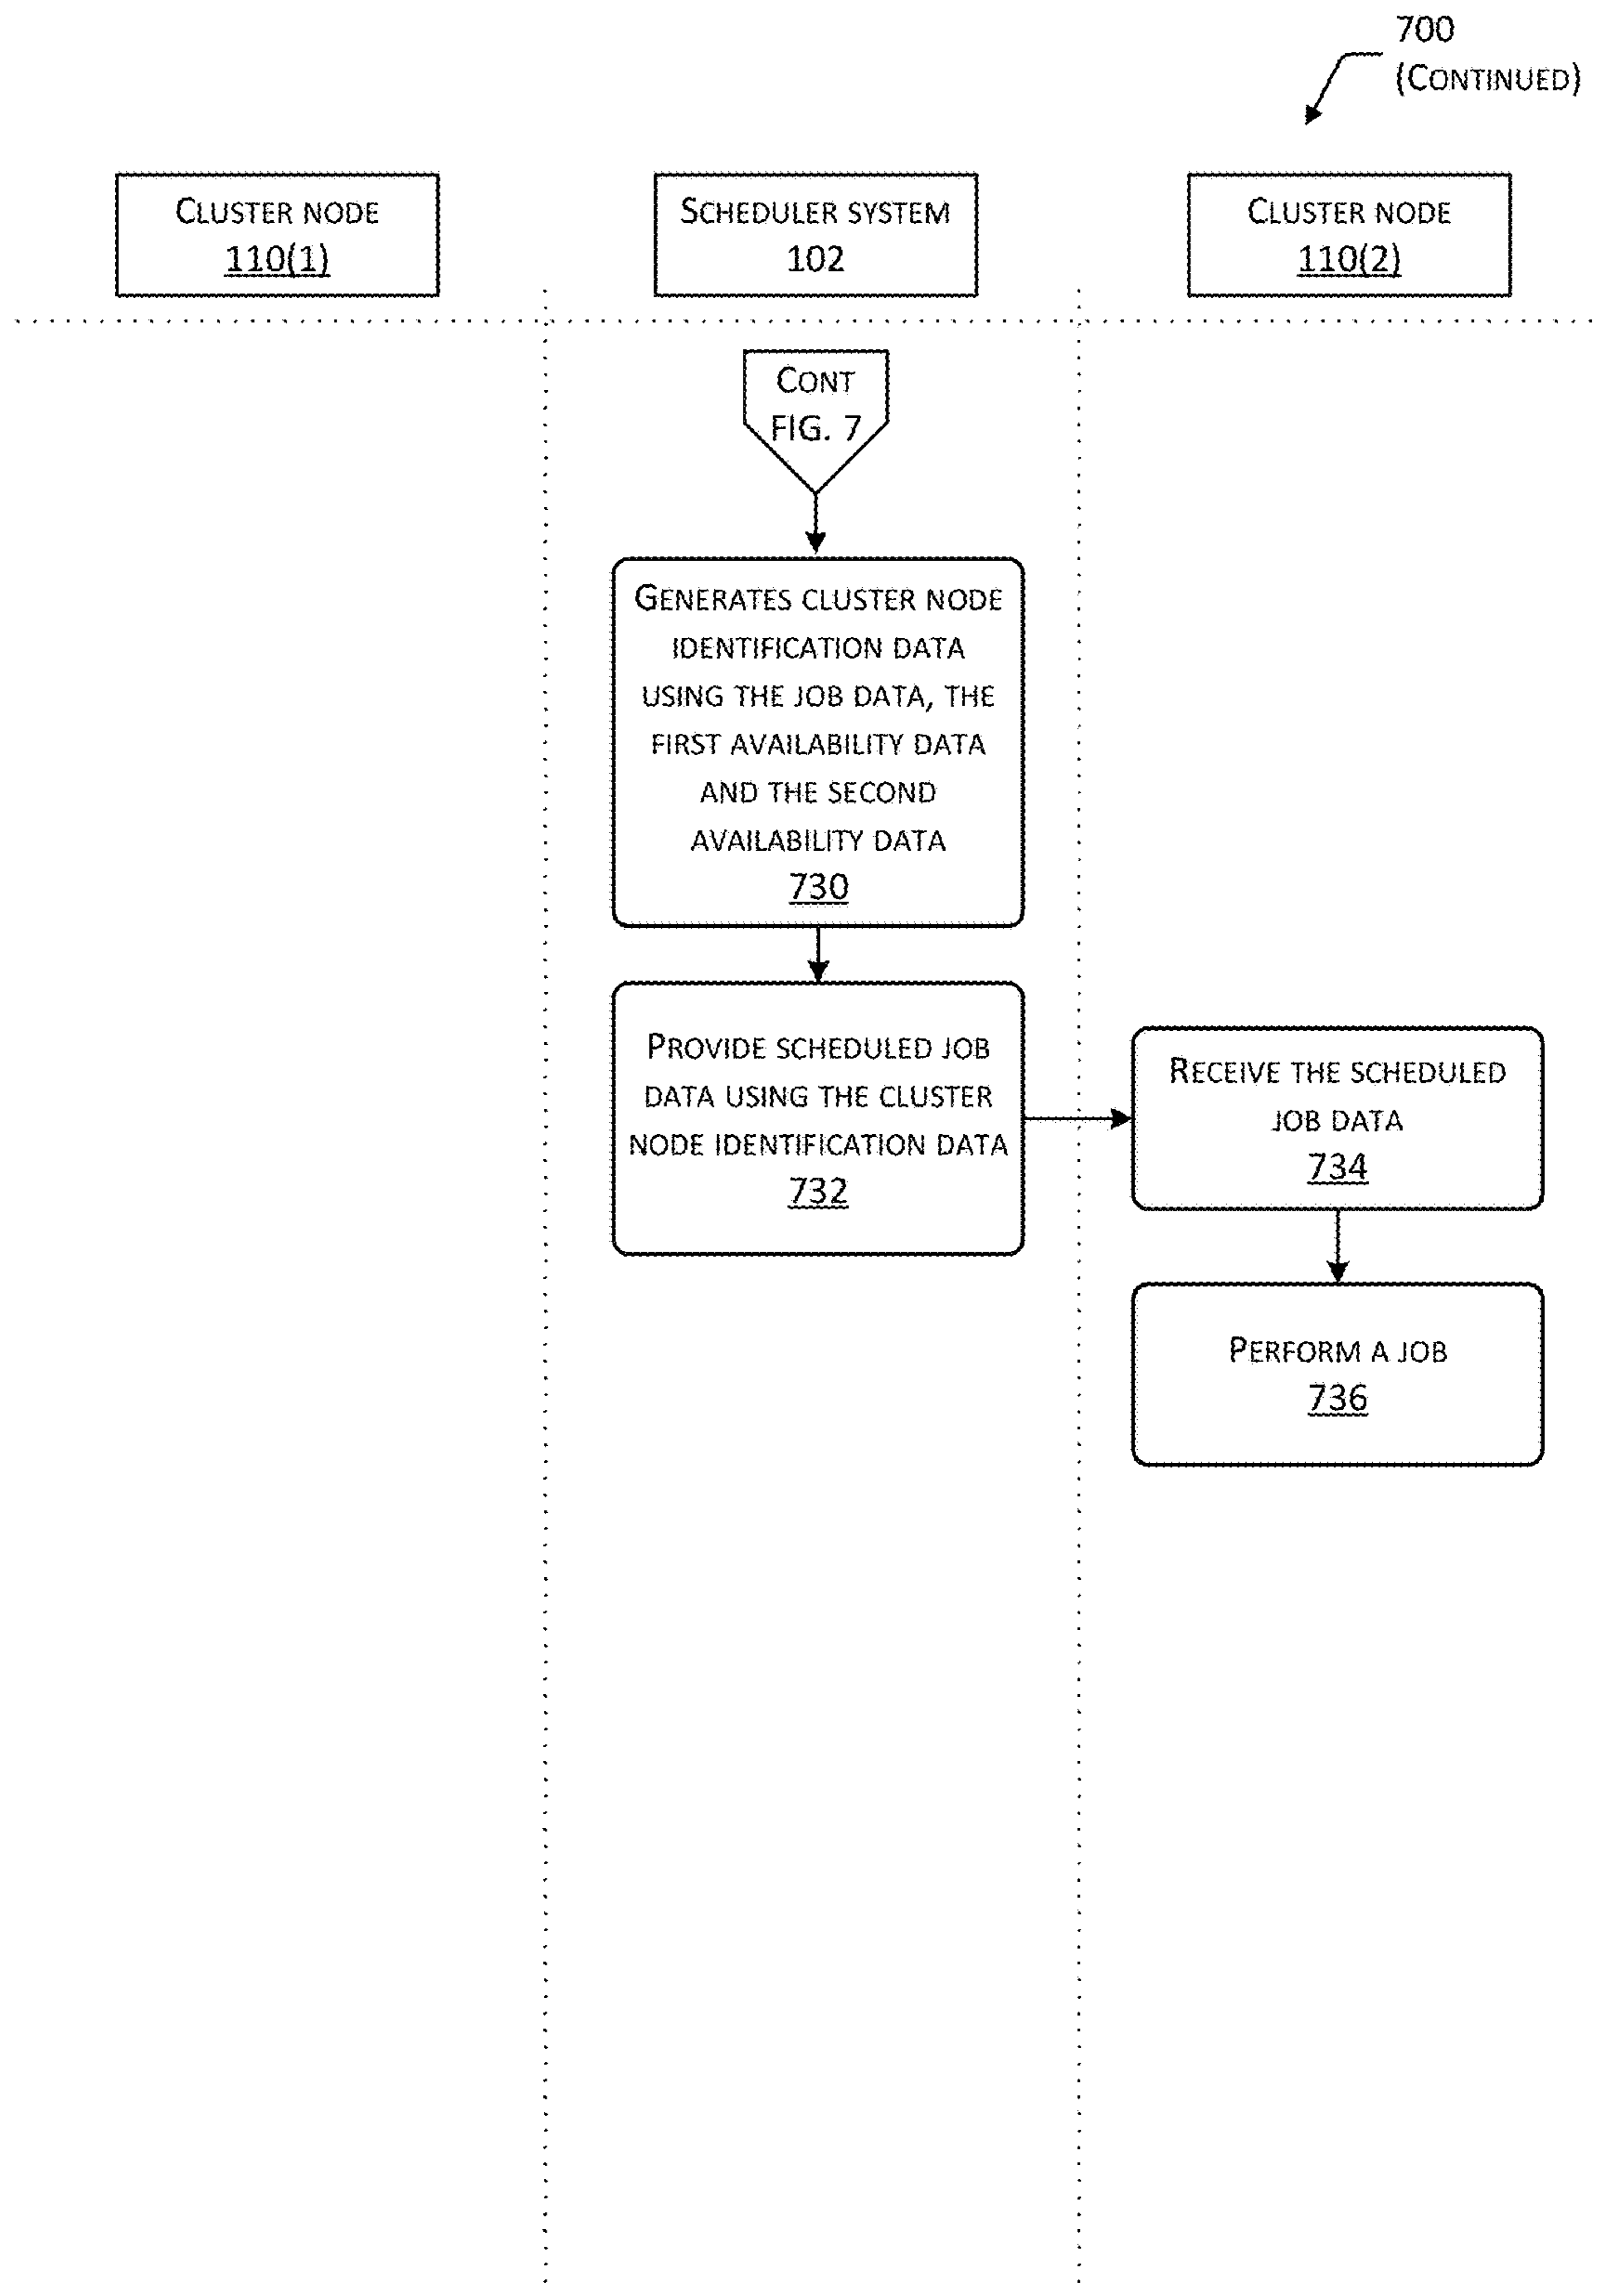 700
(CONTINUED)
CLUSTER NODE
110(1)
SCHEDULER SYSTEM
102
CLUSTER NODE
110(2)
CONT
FIG. 7
GENERATES CLUSTER NODE
IDENTIFICATION DATA
USING THE JOB DATA, THE
FIRST AVAILABILITY DATA
AND THE SECOND
AVAILABILITY DATA
730
PROVIDE SCHEDULED JOB
DATA USING THE CLUSTER
NODE IDENTIFICATION DATA
732
RECEIVE THE SCHEDULED
JOB DATA
734
PERFORM A JOB
736